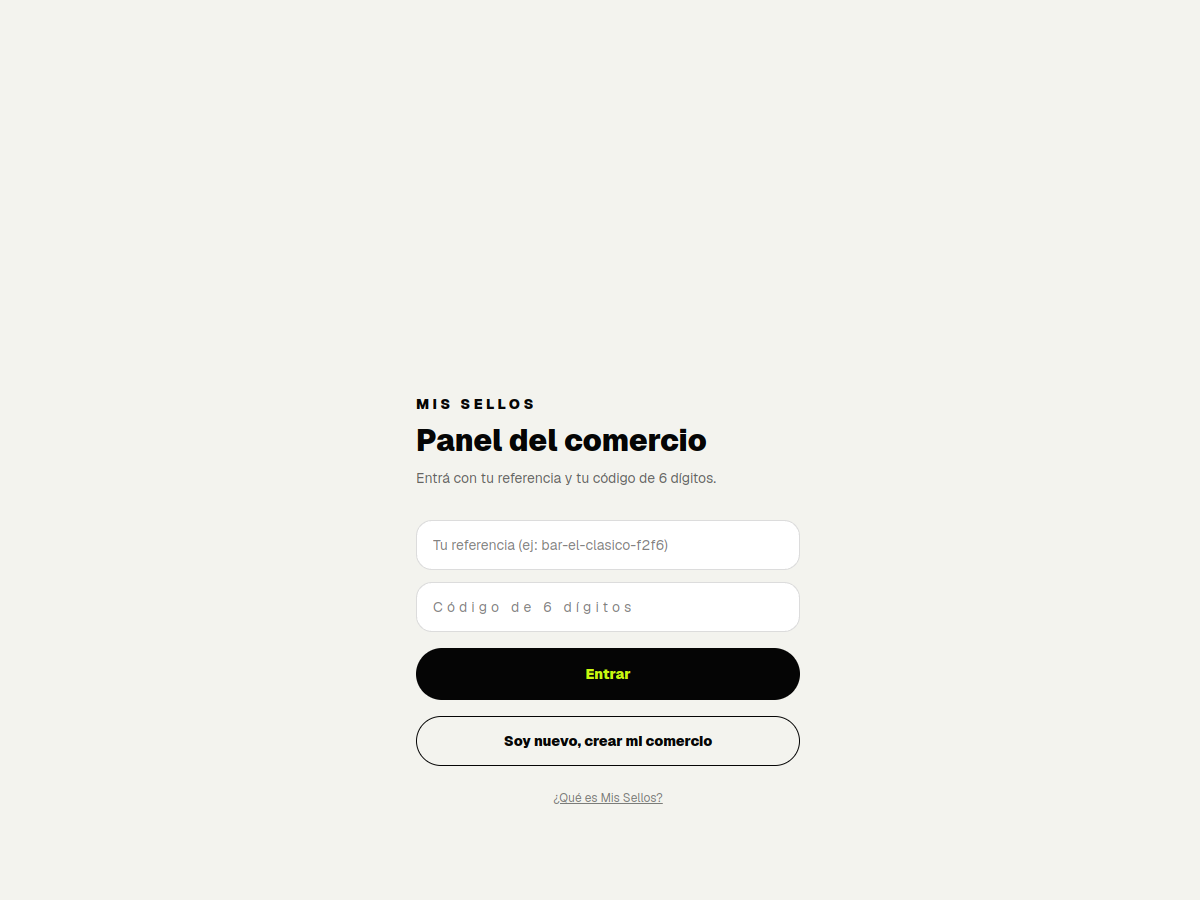 MIS SELLOS
Panel del comercio
Entrá con tu referencia y tu código de 6 dígitos.
Tu referencia (ej: bar-el-clasico-f2f6)
Código de 6 dígitos
Entrar
Soy nuevo, crear mi comercio
¿Qué es Mis Sellos?